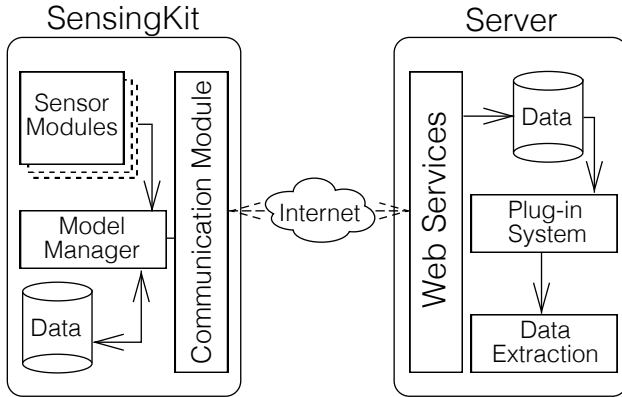 SensingKit
Sensor
Modules
Model
Manager
Data
Communication Module
Internet
Server
Web Services
Data
Plug-in
System
Data
Extraction